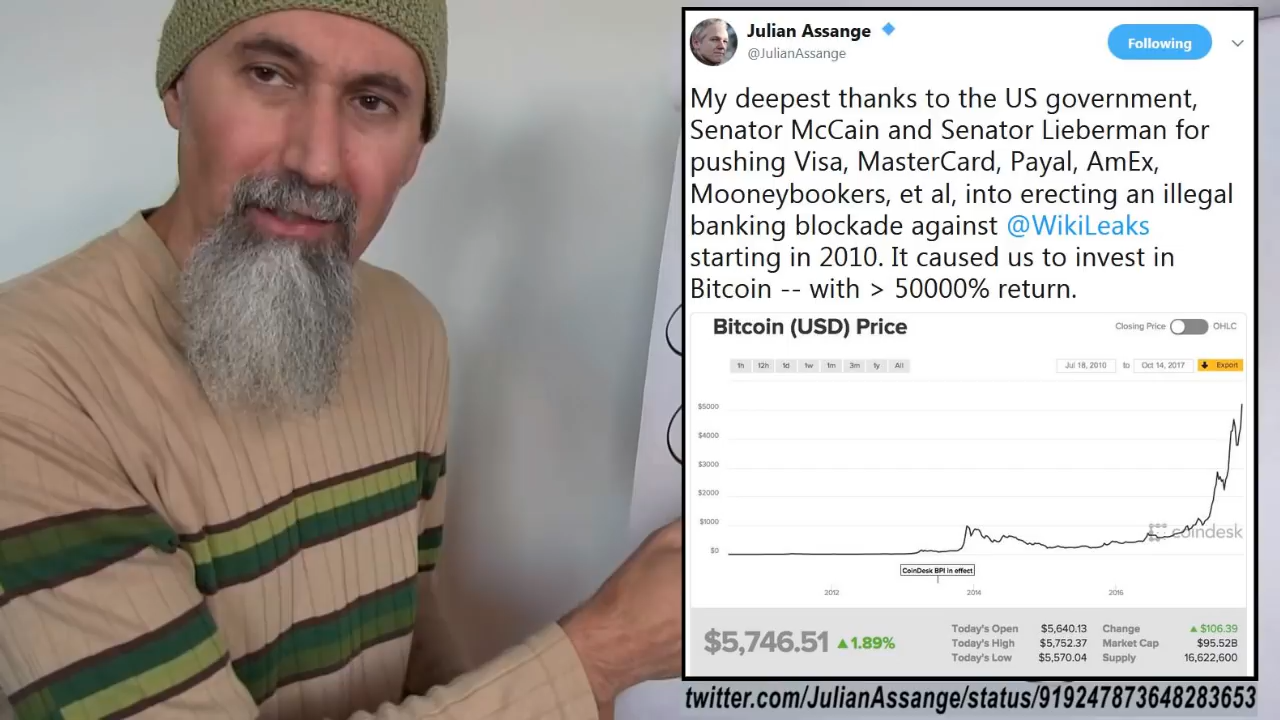 Julian Assange
@JulianAssange
Following
My deepest thanks to the US government,
Senator McCain and Senator Lieberman for
pushing Visa, MasterCard, Payal, AmEx,
Mooneybookers, et al, into erecting an illegal
banking blockade against @WikiLeaks
starting in 2010. It caused us to invest in
Bitcoin -- with > 50000% return.
Bitcoin (USD) Price
Closing Price OHLC
1h 12h 1d 1w 1m 3m 1y All
Jul 18, 2010 to Oct 14, 2017 Export
$5000
$4000
$3000
$2000
$1000
$0
coindesk
CoinDesk BPI in effect
2012 2014 2016
$5,746.51 ▲1.89%
Today's Open $5,640.13 Change ▲ $106.39
Today's High $5,752.37 Market Cap $95.52B
Today's Low $5,570.04 Supply 16,622,600
twitter.com/JulianAssange/status/919247873648283653